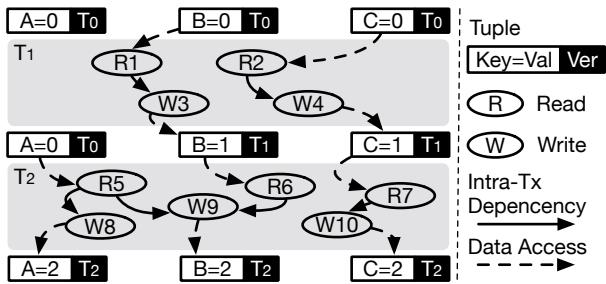 A=0 T0 B=0 T0 C=0 T0
T1
R1 R2
W3 W4
A=0 T0 B=1 T1 C=1 T1
T2
R5 R6 R7
W8 W9 W10
A=2 T2 B=2 T2 C=2 T2
Tuple
Key=Val Ver
R Read
W Write
Intra-Tx
Depencency
Data Access